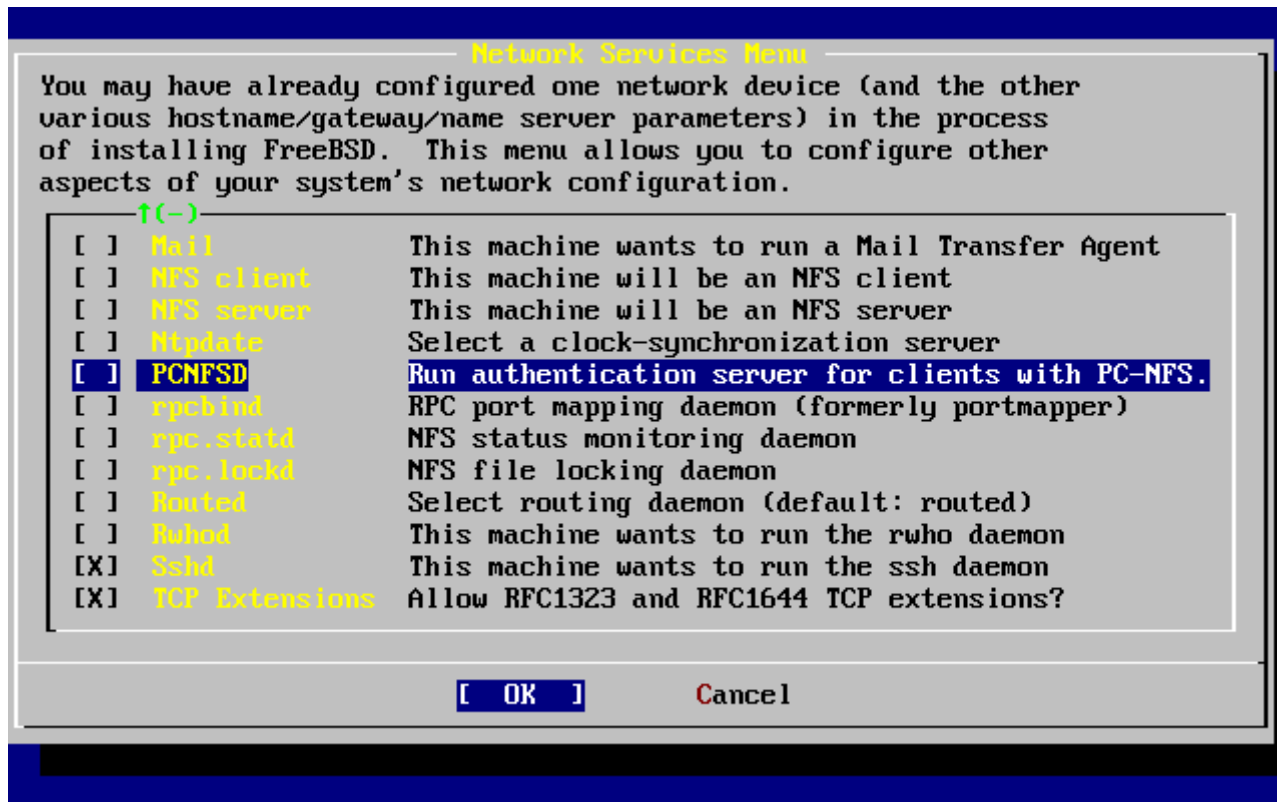 Network Services Menu
You may have already configured one network device (and the other
various hostname/gateway/name server parameters) in the process
of installing FreeBSD.  This menu allows you to configure other
aspects of your system's network configuration.
↑(-)
[ ] Mail This machine wants to run a Mail Transfer Agent
[ ] NFS client This machine will be an NFS client
[ ] NFS server This machine will be an NFS server
[ ] Ntpdate Select a clock-synchronization server
[ ] PCNFSD Run authentication server for clients with PC-NFS.
[ ] rpcbind RPC port mapping daemon (formerly portmapper)
[ ] rpc.statd NFS status monitoring daemon
[ ] rpc.lockd NFS file locking daemon
[ ] Routed Select routing daemon (default: routed)
[ ] Rwhod This machine wants to run the rwho daemon
[X] Sshd This machine wants to run the ssh daemon
[X] TCP Extensions Allow RFC1323 and RFC1644 TCP extensions?
[ OK ] Cancel